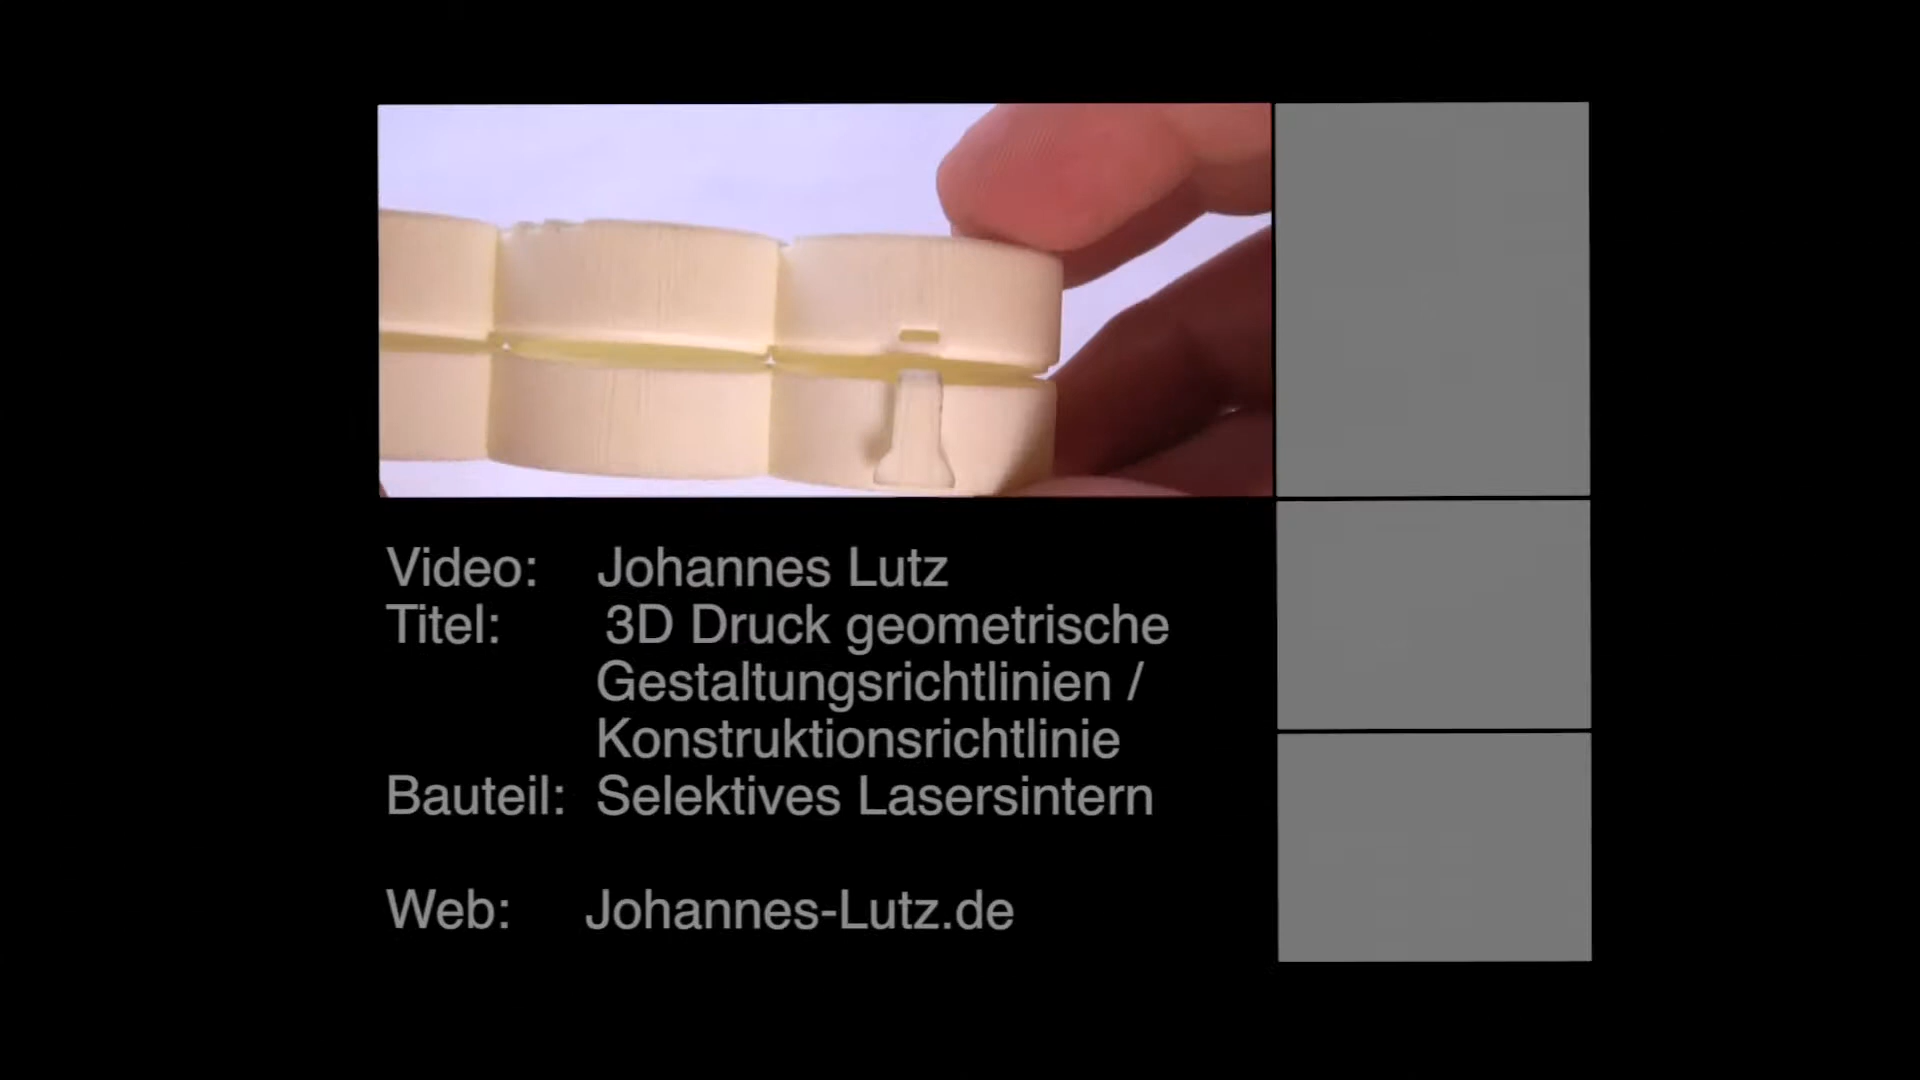 Video: Johannes Lutz
Titel: 3D Druck geometrische
Gestaltungsrichtlinien /
Konstruktionsrichtlinie
Bauteil: Selektives Lasersintern
Web: Johannes-Lutz.de